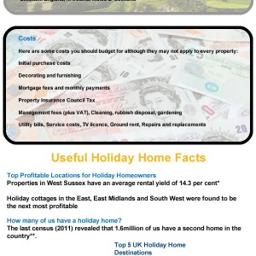 Costs
Here are some costs you should budget for although they may not apply to every property:
Initial purchase costs
Decorating and furnishing
Mortgage fees and monthly payments
Property insurance Council Tax
Management fees (plus VAT), Cleaning, rubbish disposal, gardening
Utility bills, Service costs, TV licence, Ground rent, Repairs and replacements
Useful Holiday Home Facts
Top Profitable Locations for Holiday Homeowners
Properties in West Sussex have an average rental yield of 14.3 per cent*
Holiday cottages in the East, East Midlands and South West were found to be
the next most profitable
How many of us have a holiday home?
The last census (2011) revealed that 1.6million of us have a second home in the
country**.
Top 5 UK Holiday Home
Destinations